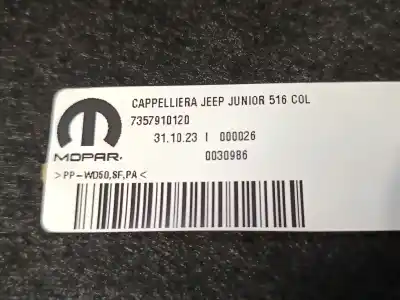 CAPPELLIERA JEEP JUNIOR 516 COL
7357910120
31.10.23 I 000026
MOPAR. 0030986
>PP-WD50,SF,PA<